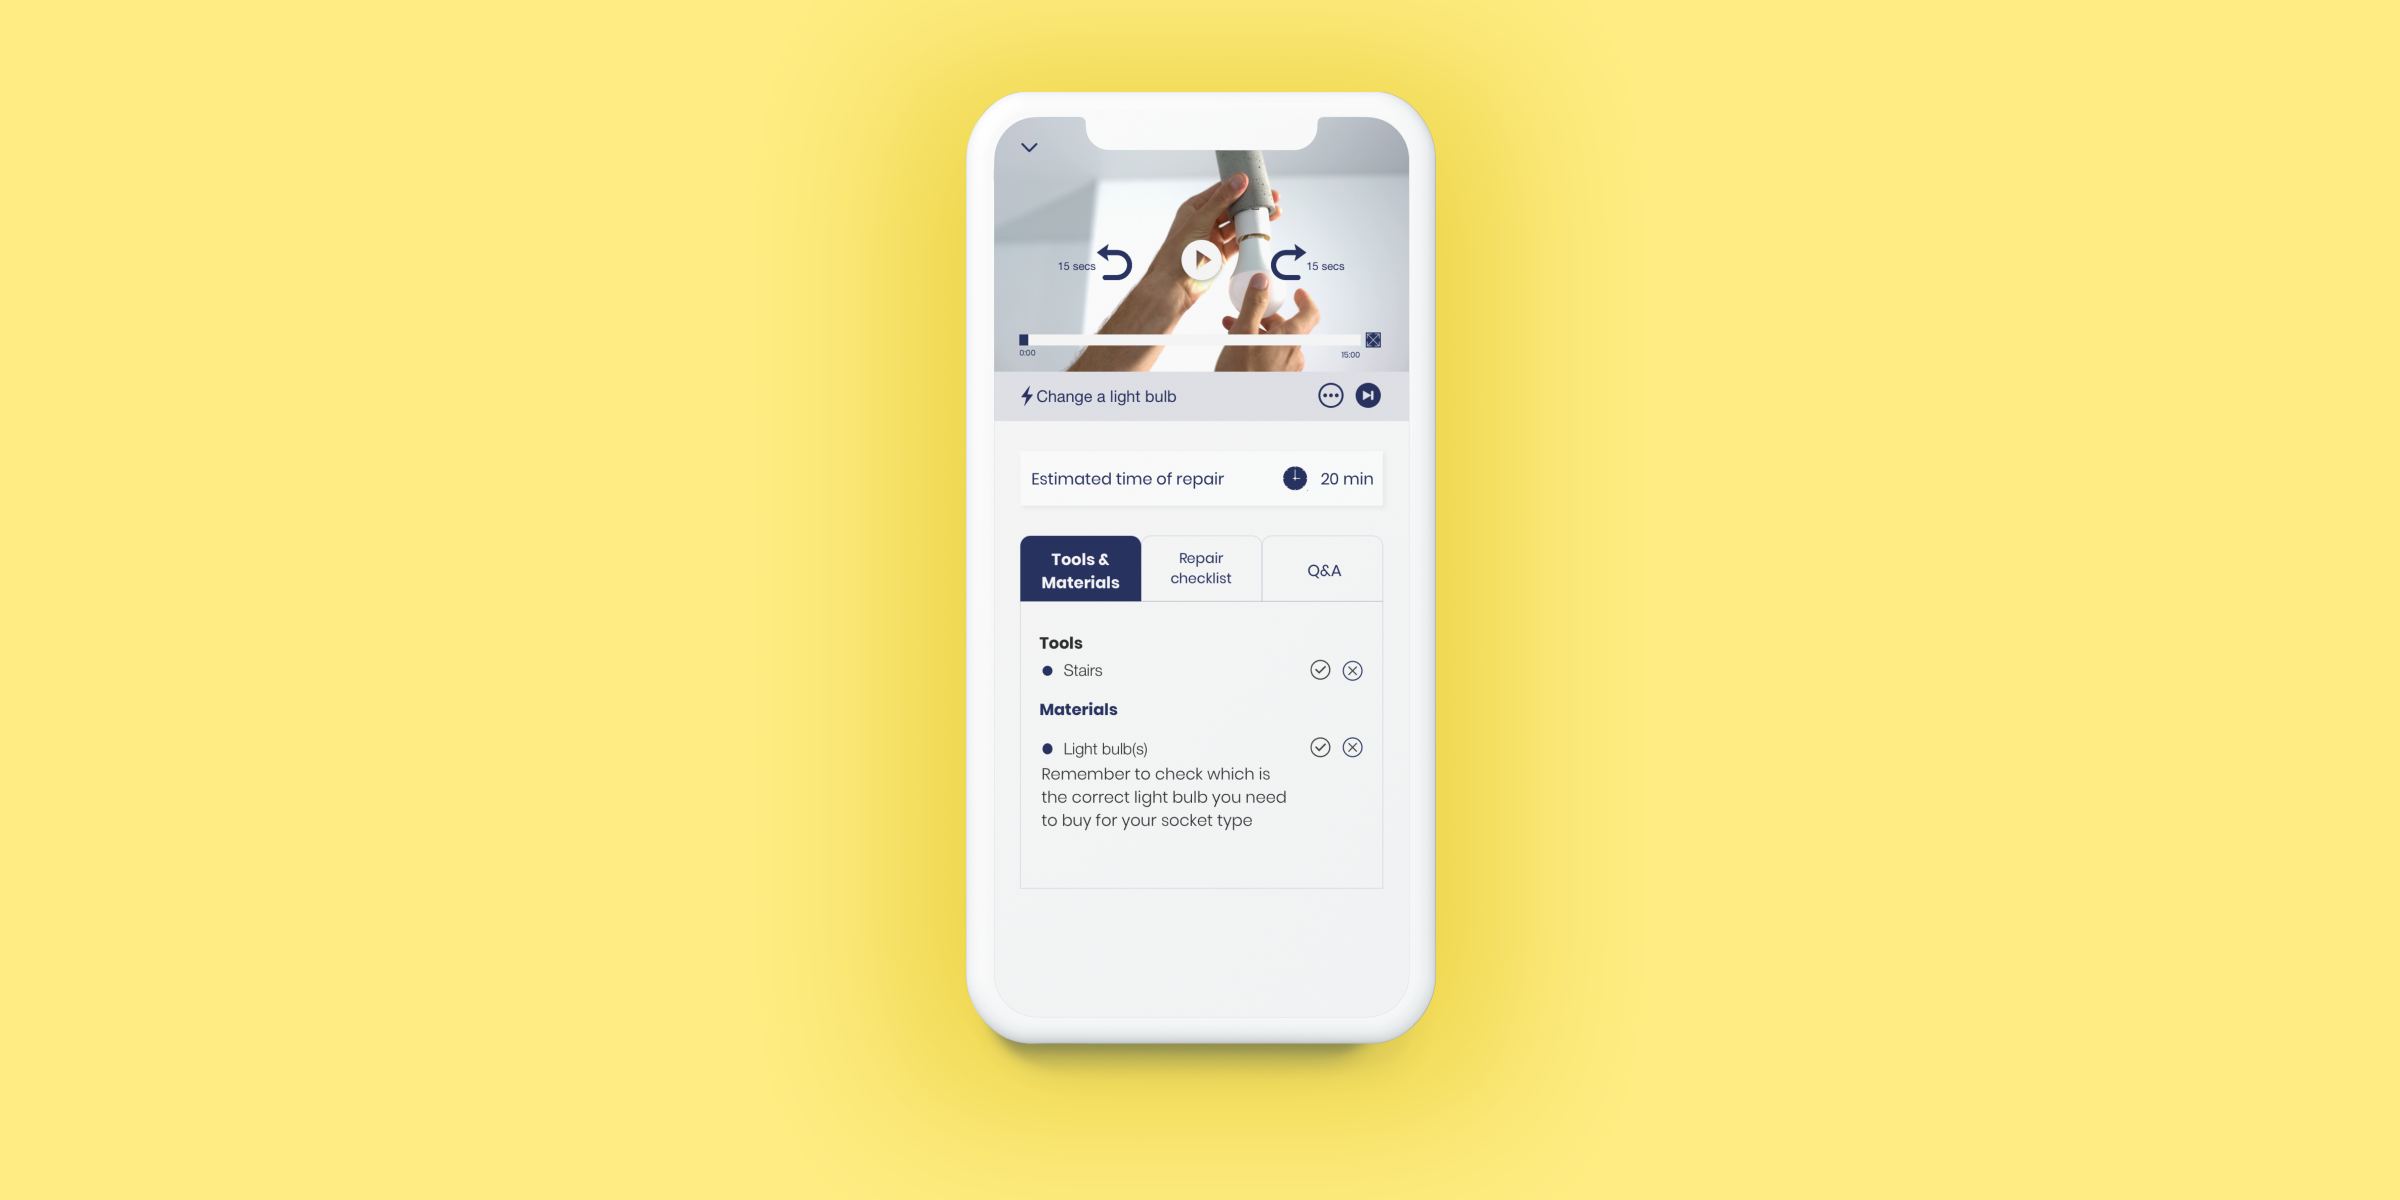 15 secs
15 secs
0:00
15:00
Change a light bulb
Estimated time of repair
20 min
Tools &
Materials
Repair
checklist
Q&A
Tools
Stairs
Materials
Light bulb(s)
Remember to check which is
the correct light bulb you need
to buy for your socket type